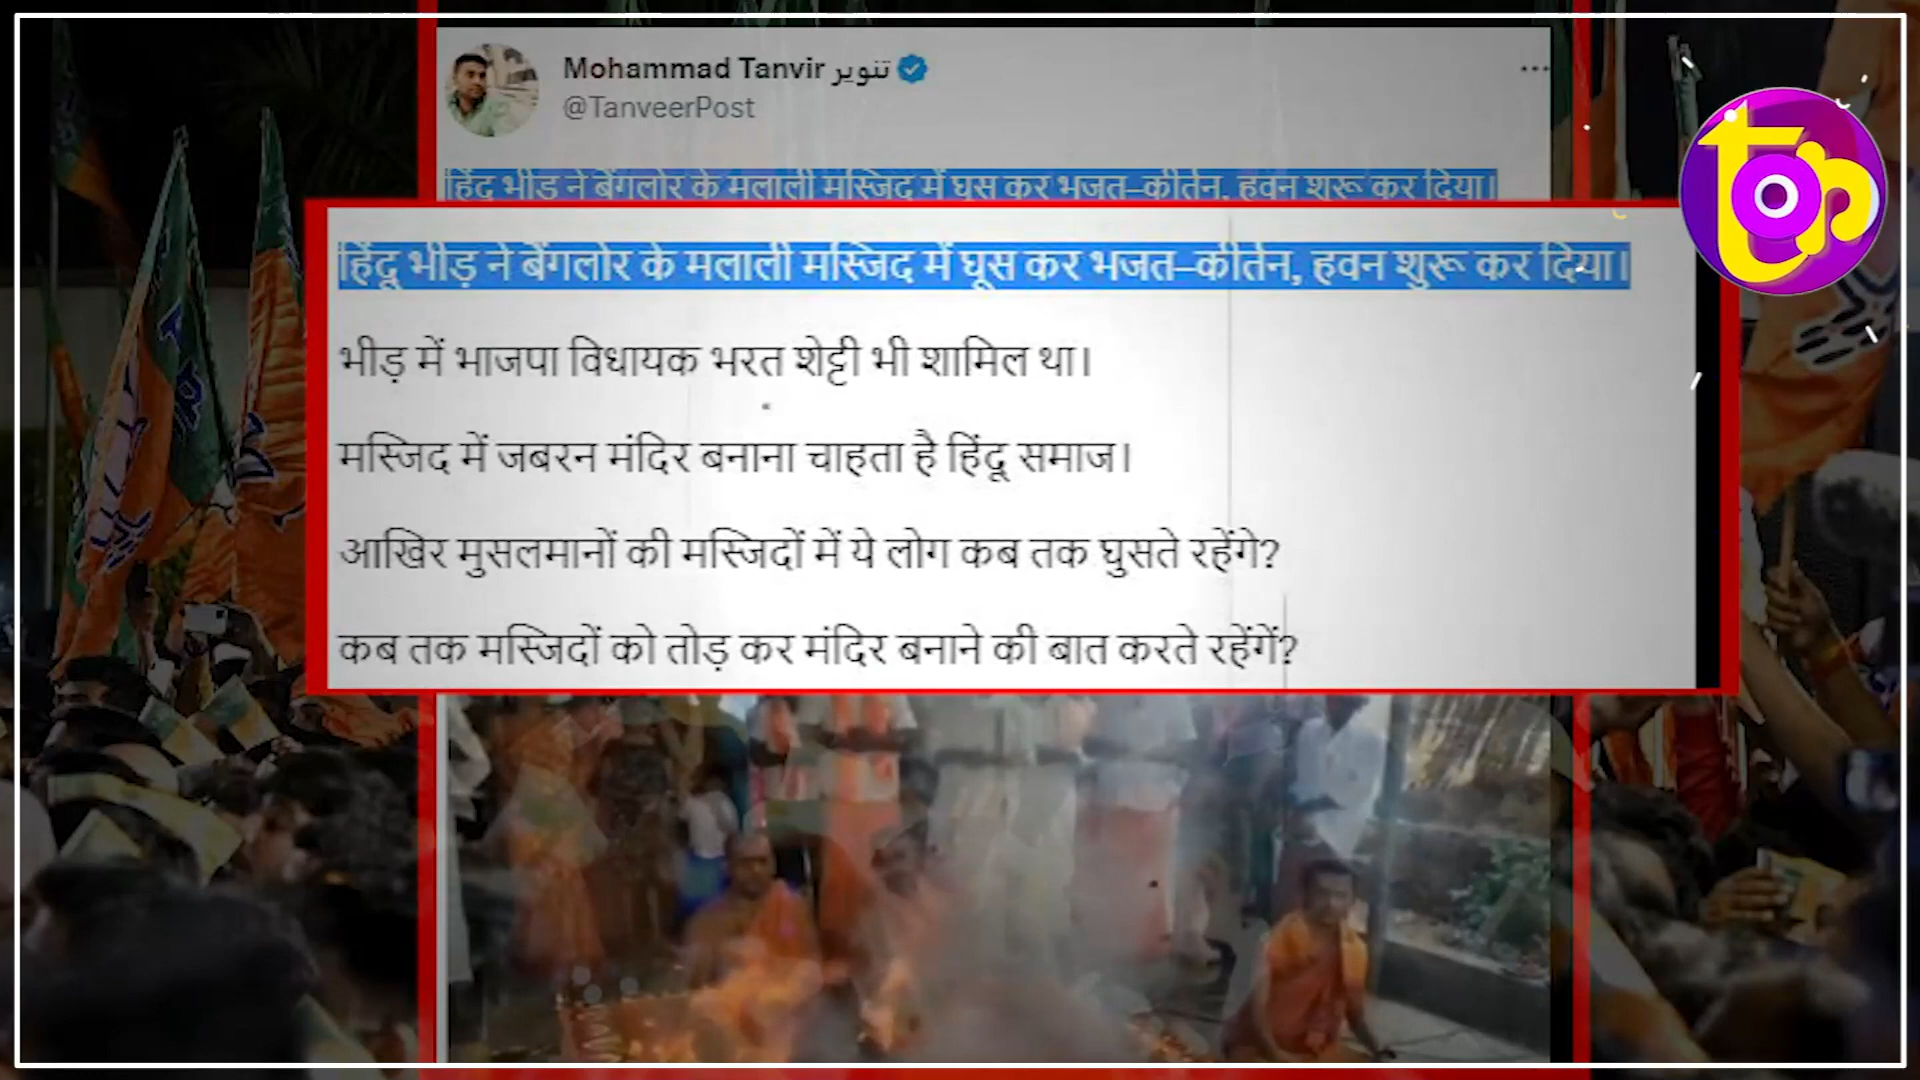 Mohammad Tanvir تنویر
@TanveerPost
हिंदू भीड़ ने बेंगलोर के मलाली मस्जिद में घुस कर भजत–कीर्तन, हवन शुरू कर दिया।
हिंदू भीड़ ने बेंगलोर के मलाली मस्जिद में घूस कर भजत–कीर्तन, हवन शुरू कर दिया।
भीड़ में भाजपा विधायक भरत शेट्टी भी शामिल था।
मस्जिद में जबरन मंदिर बनाना चाहता है हिंदू समाज।
आखिर मुसलमानों की मस्जिदों में ये लोग कब तक घुसते रहेंगे?
कब तक मस्जिदों को तोड़ कर मंदिर बनाने की बात करते रहेंगें?
ton